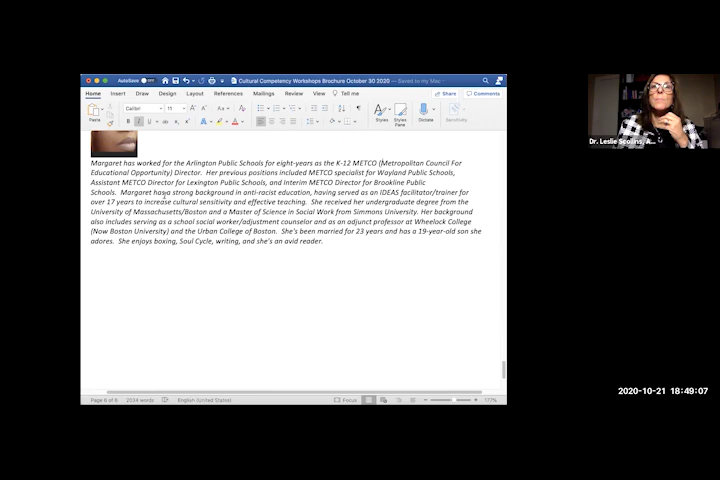 AutoSave OFF
Cultural Competency Workshops Brochure October 30 2020 — Saved to my Mac
Home Insert Draw Design Layout References Mailings Review View Tell me Share Comments
Paste Calibri 11 Aa Styles Styles Pane Dictate Sensitivity
Margaret has worked for the Arlington Public Schools for eight-years as the K-12 METCO (Metropolitan Council For
Educational Opportunity) Director. Her previous positions included METCO specialist for Wayland Public Schools,
Assistant METCO Director for Lexington Public Schools, and Interim METCO Director for Brookline Public
Schools. Margaret has a strong background in anti-racist education, having served as an IDEAS facilitator/trainer for
over 17 years to increase cultural sensitivity and effective teaching. She received her undergraduate degree from the
University of Massachusetts/Boston and a Master of Science in Social Work from Simmons University. Her background
also includes serving as a school social worker/adjustment counselor and as an adjunct professor at Wheelock College
(Now Boston University) and the Urban College of Boston. She's been married for 23 years and has a 19-year-old son she
adores. She enjoys boxing, Soul Cycle, writing, and she's an avid reader.
Page 6 of 6 2034 words English (United States) Focus 177%
Dr. Leslie Scollins, A...
2020-10-21 18:49:07